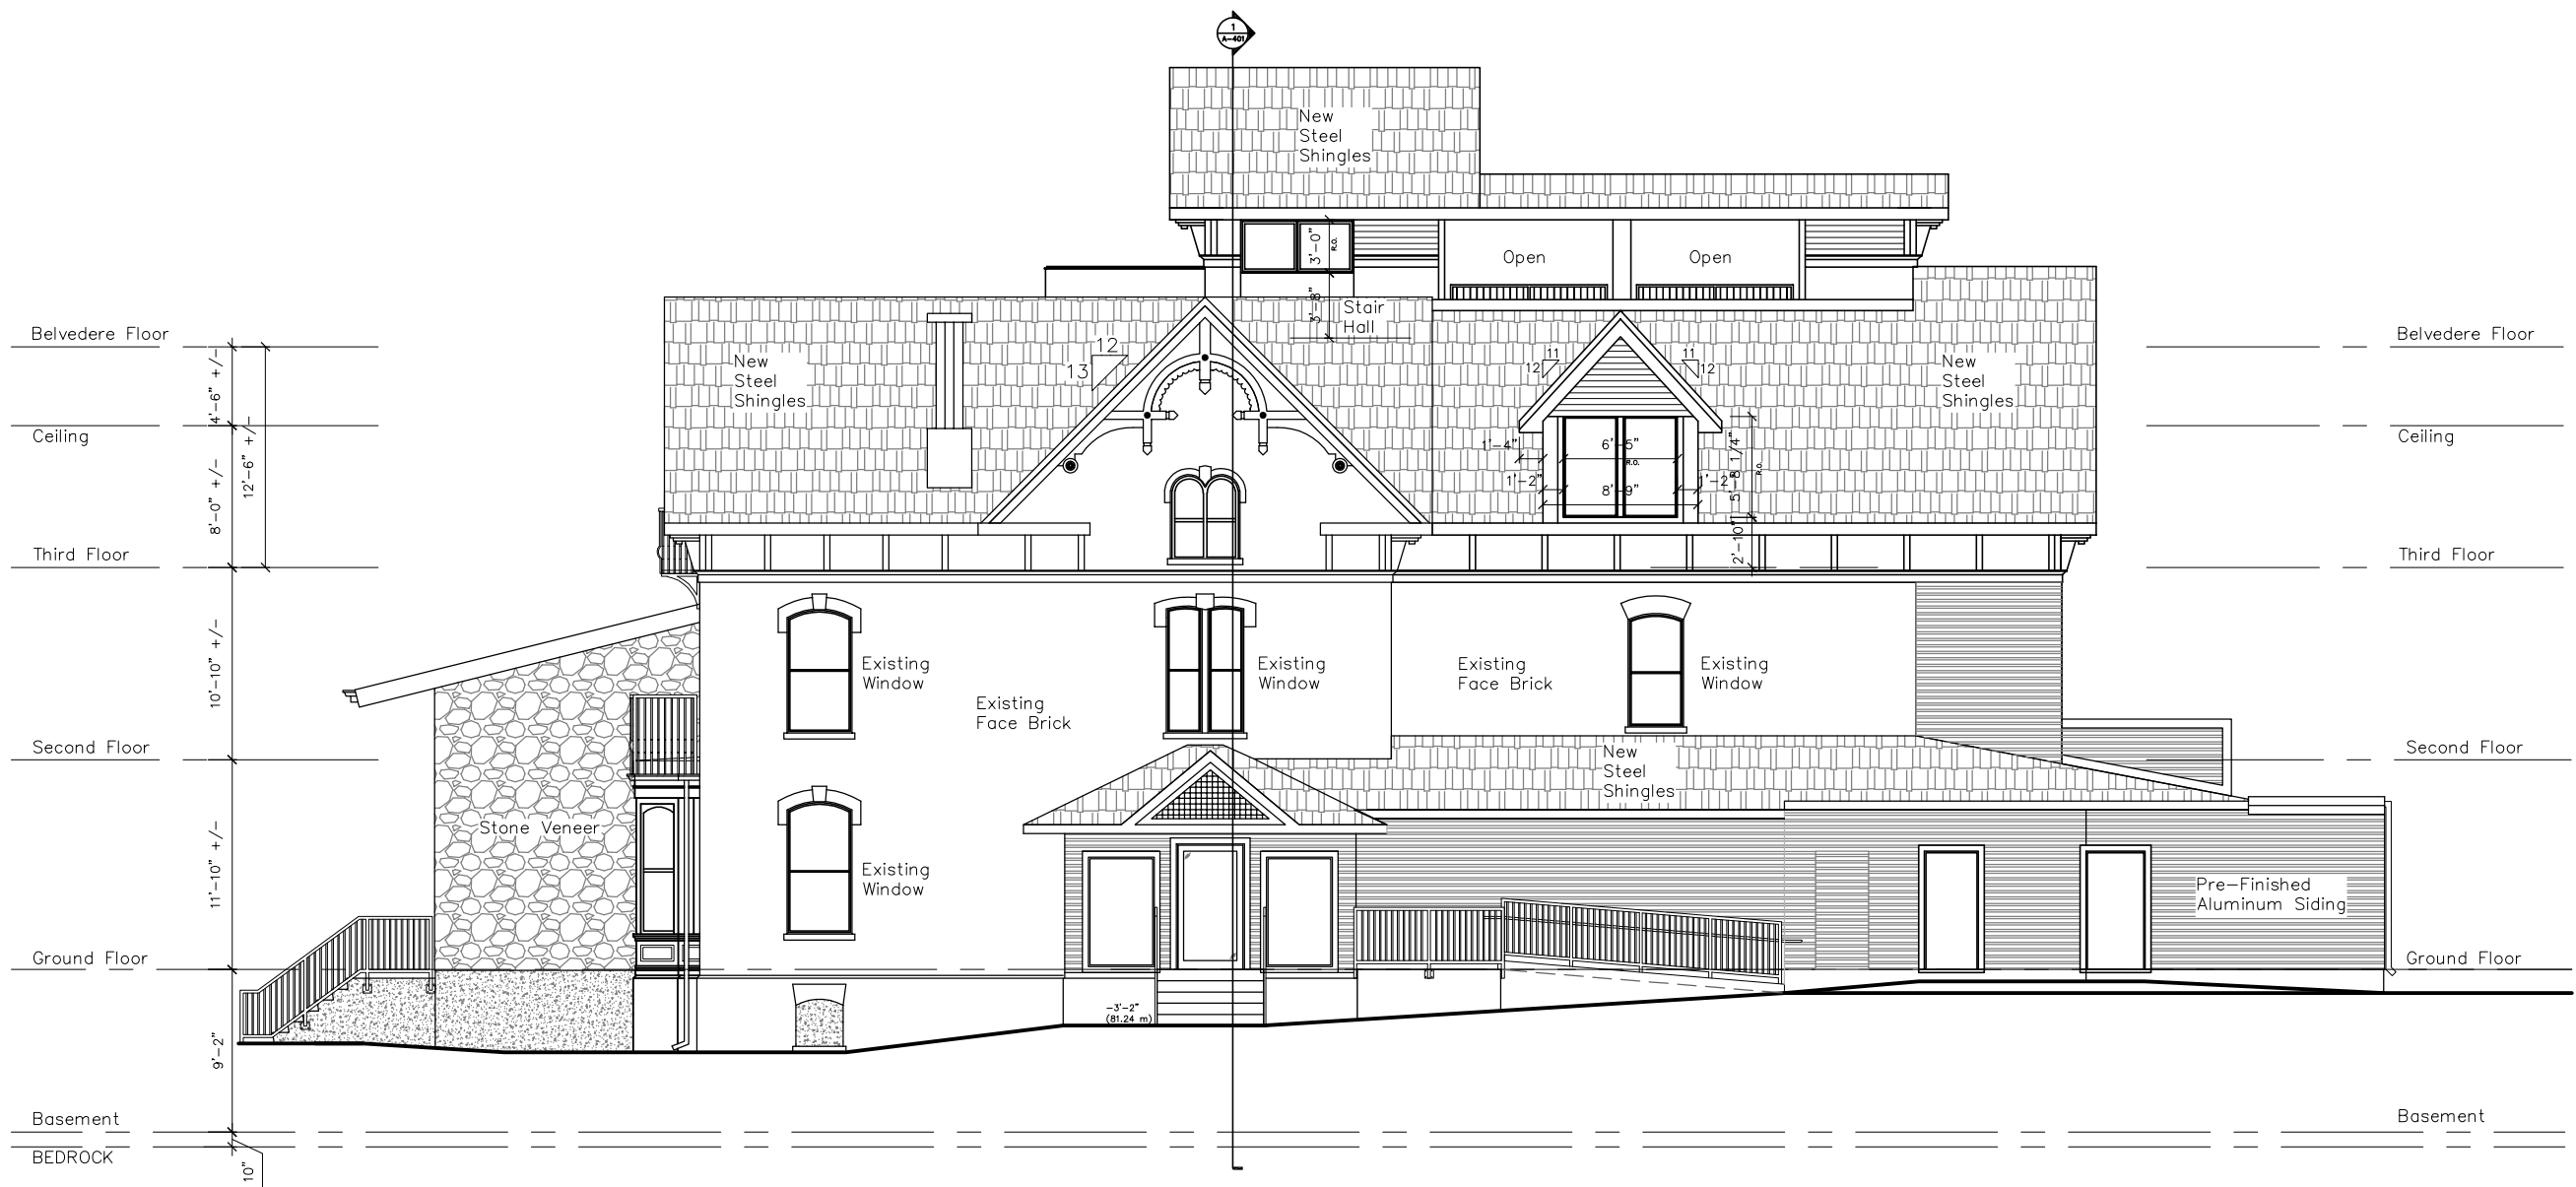 1
A-401
New
Steel
Shingles
3'-0"
R.O.
Open
Open
3'-8"
Stair
Hall
Belvedere Floor
Belvedere Floor
4'-6" +/-
12'-6" +/-
New
Steel
Shingles
12
13
11
12
11
12
New
Steel
Shingles
Ceiling
Ceiling
1'-4"
6'-5"
R.O.
5'-8 1/4"
R.O.
1'-2"
8'-9"
1'-2"
8'-0" +/-
2'-10"
Third Floor
Third Floor
10'-10" +/-
Existing
Window
Existing
Window
Existing
Face Brick
Existing
Window
Existing
Face Brick
Second Floor
Second Floor
New
Steel
Shingles
Stone Veneer
11'-10" +/-
Existing
Window
Pre-Finished
Aluminum Siding
Ground Floor
Ground Floor
-3'-2"
(81.24 m)
9'-2"
Basement
Basement
BEDROCK
10"